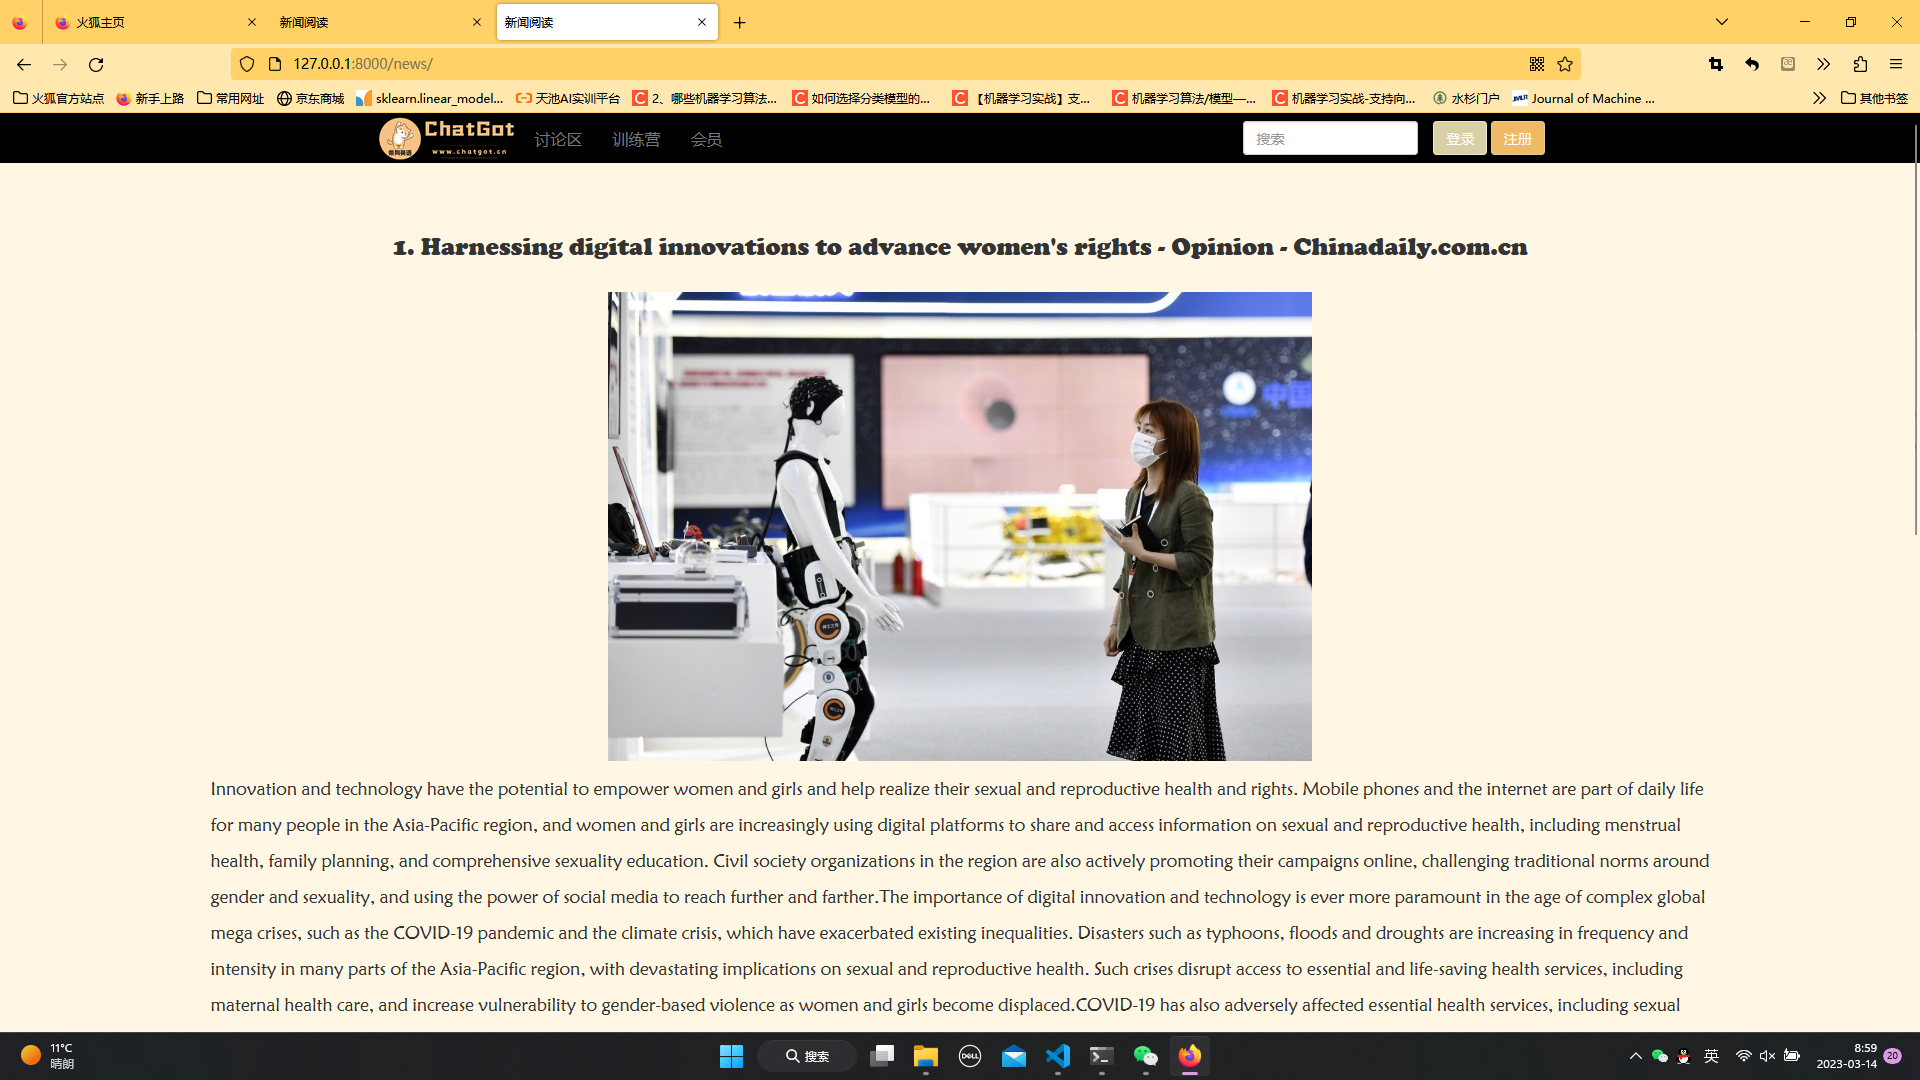 火狐主页
新闻阅读
新闻阅读
127.0.0.1:8000/news/
火狐官方站点
新手上路
常用网址
京东商城
sklearn.linear_model...
天池AI实训平台
2、哪些机器学习算法...
如何选择分类模型的...
【机器学习实战】支...
机器学习算法/模型—...
机器学习实战-支持向...
水杉门户
JMLR
Journal of Machine ...
其他书签
ChatGot
www.chatgot.cn
讨论区
训练营
会员
搜索
登录
注册
1. Harnessing digital innovations to advance women's rights - Opinion - Chinadaily.com.cn
中国
Innovation and technology have the potential to empower women and girls and help realize their sexual and reproductive health and rights. Mobile phones and the internet are part of daily life
for many people in the Asia-Pacific region, and women and girls are increasingly using digital platforms to share and access information on sexual and reproductive health, including menstrual
health, family planning, and comprehensive sexuality education. Civil society organizations in the region are also actively promoting their campaigns online, challenging traditional norms around
gender and sexuality, and using the power of social media to reach further and farther.The importance of digital innovation and technology is ever more paramount in the age of complex global
mega crises, such as the COVID-19 pandemic and the climate crisis, which have exacerbated existing inequalities. Disasters such as typhoons, floods and droughts are increasing in frequency and
intensity in many parts of the Asia-Pacific region, with devastating implications on sexual and reproductive health. Such crises disrupt access to essential and life-saving health services, including
maternal health care, and increase vulnerability to gender-based violence as women and girls become displaced.COVID-19 has also adversely affected essential health services, including sexual
11°C
晴朗
搜索
DELL
英
8:59
2023-03-14
20